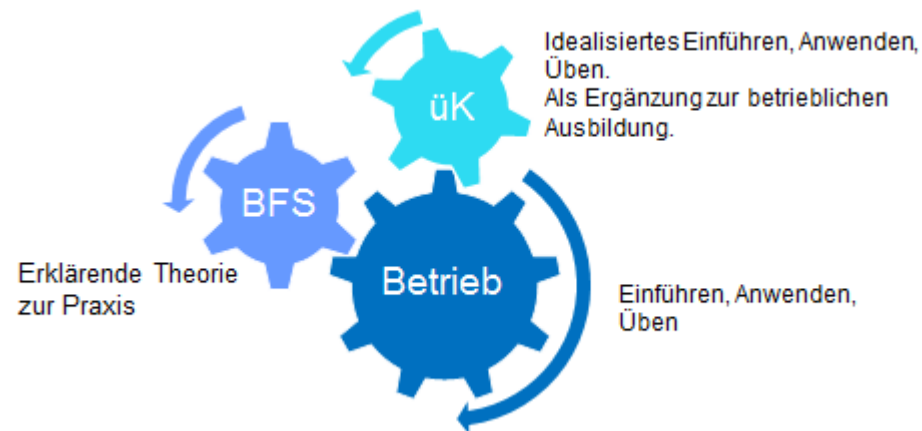 Idealisiertes Einführen, Anwenden,
Üben.
Als Ergänzung zur betrieblichen
Ausbildung.
üK
BFS
Betrieb
Erklärende Theorie
zur Praxis
Einführen, Anwenden,
Üben